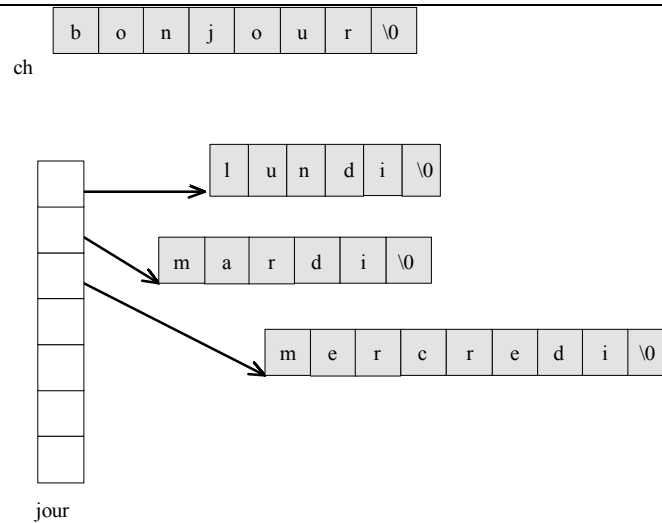 b o n j o u r \0
ch
l u n d i \0
m a r d i \0
m e r c r e d i \0
jour